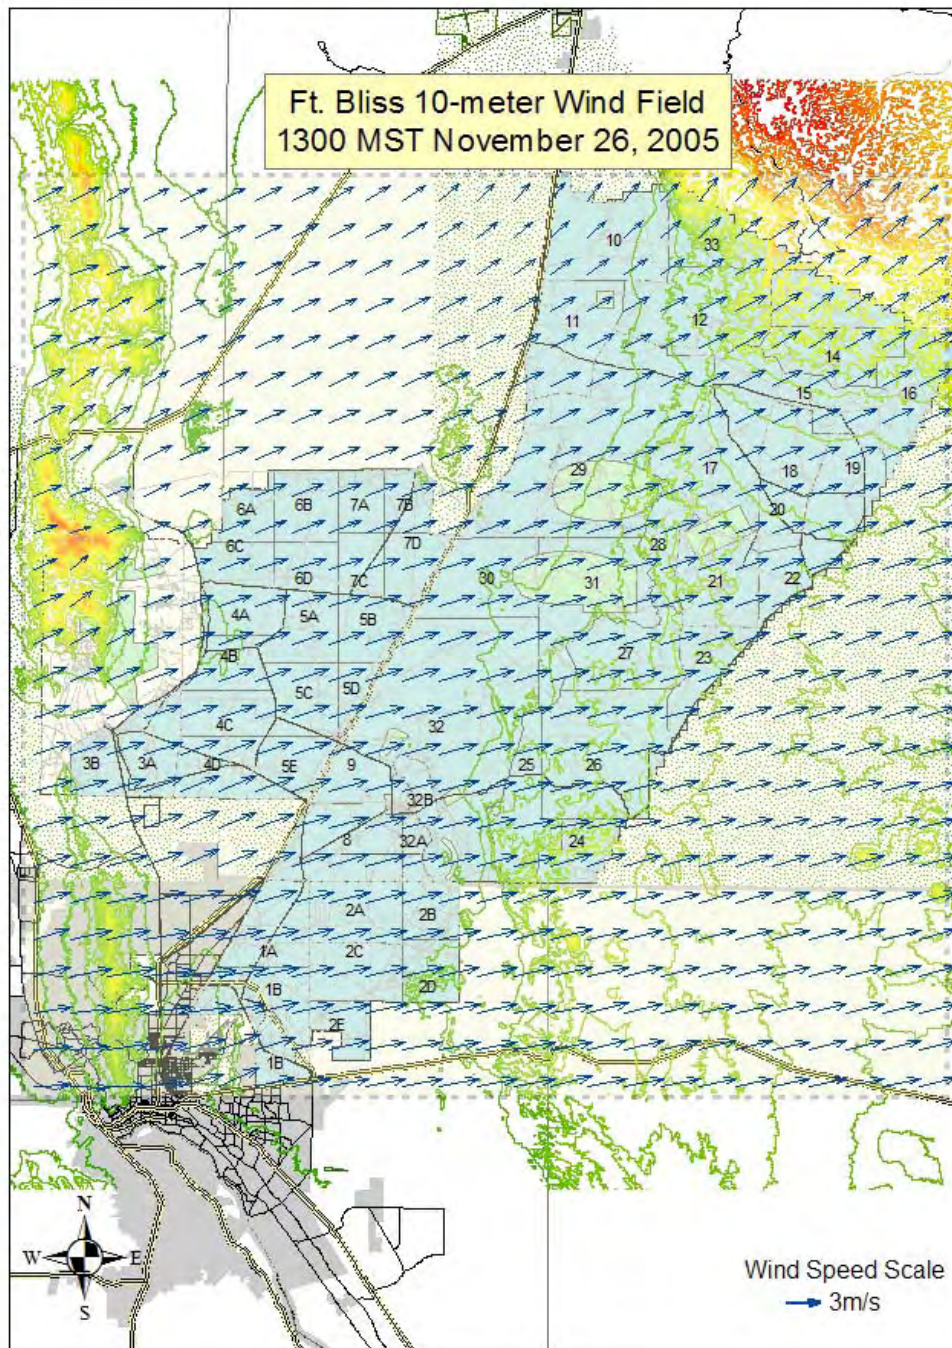 Ft. Bliss 10-meter Wind Field
1300 MST November 26, 2005
10
33
11
12
14
15
16
29
17
18
19
6A
6B
7A
7B
20
6C
7D
28
6D
7C
30
31
21
22
4A
5A
5B
4B
27
23
5C
5D
4C
32
3B
3A
4D
5E
9
25
26
32B
8
32A
24
2A
2B
1A
2C
1B
2D
2E
1B
N
W
E
S
Wind Speed Scale
3m/s